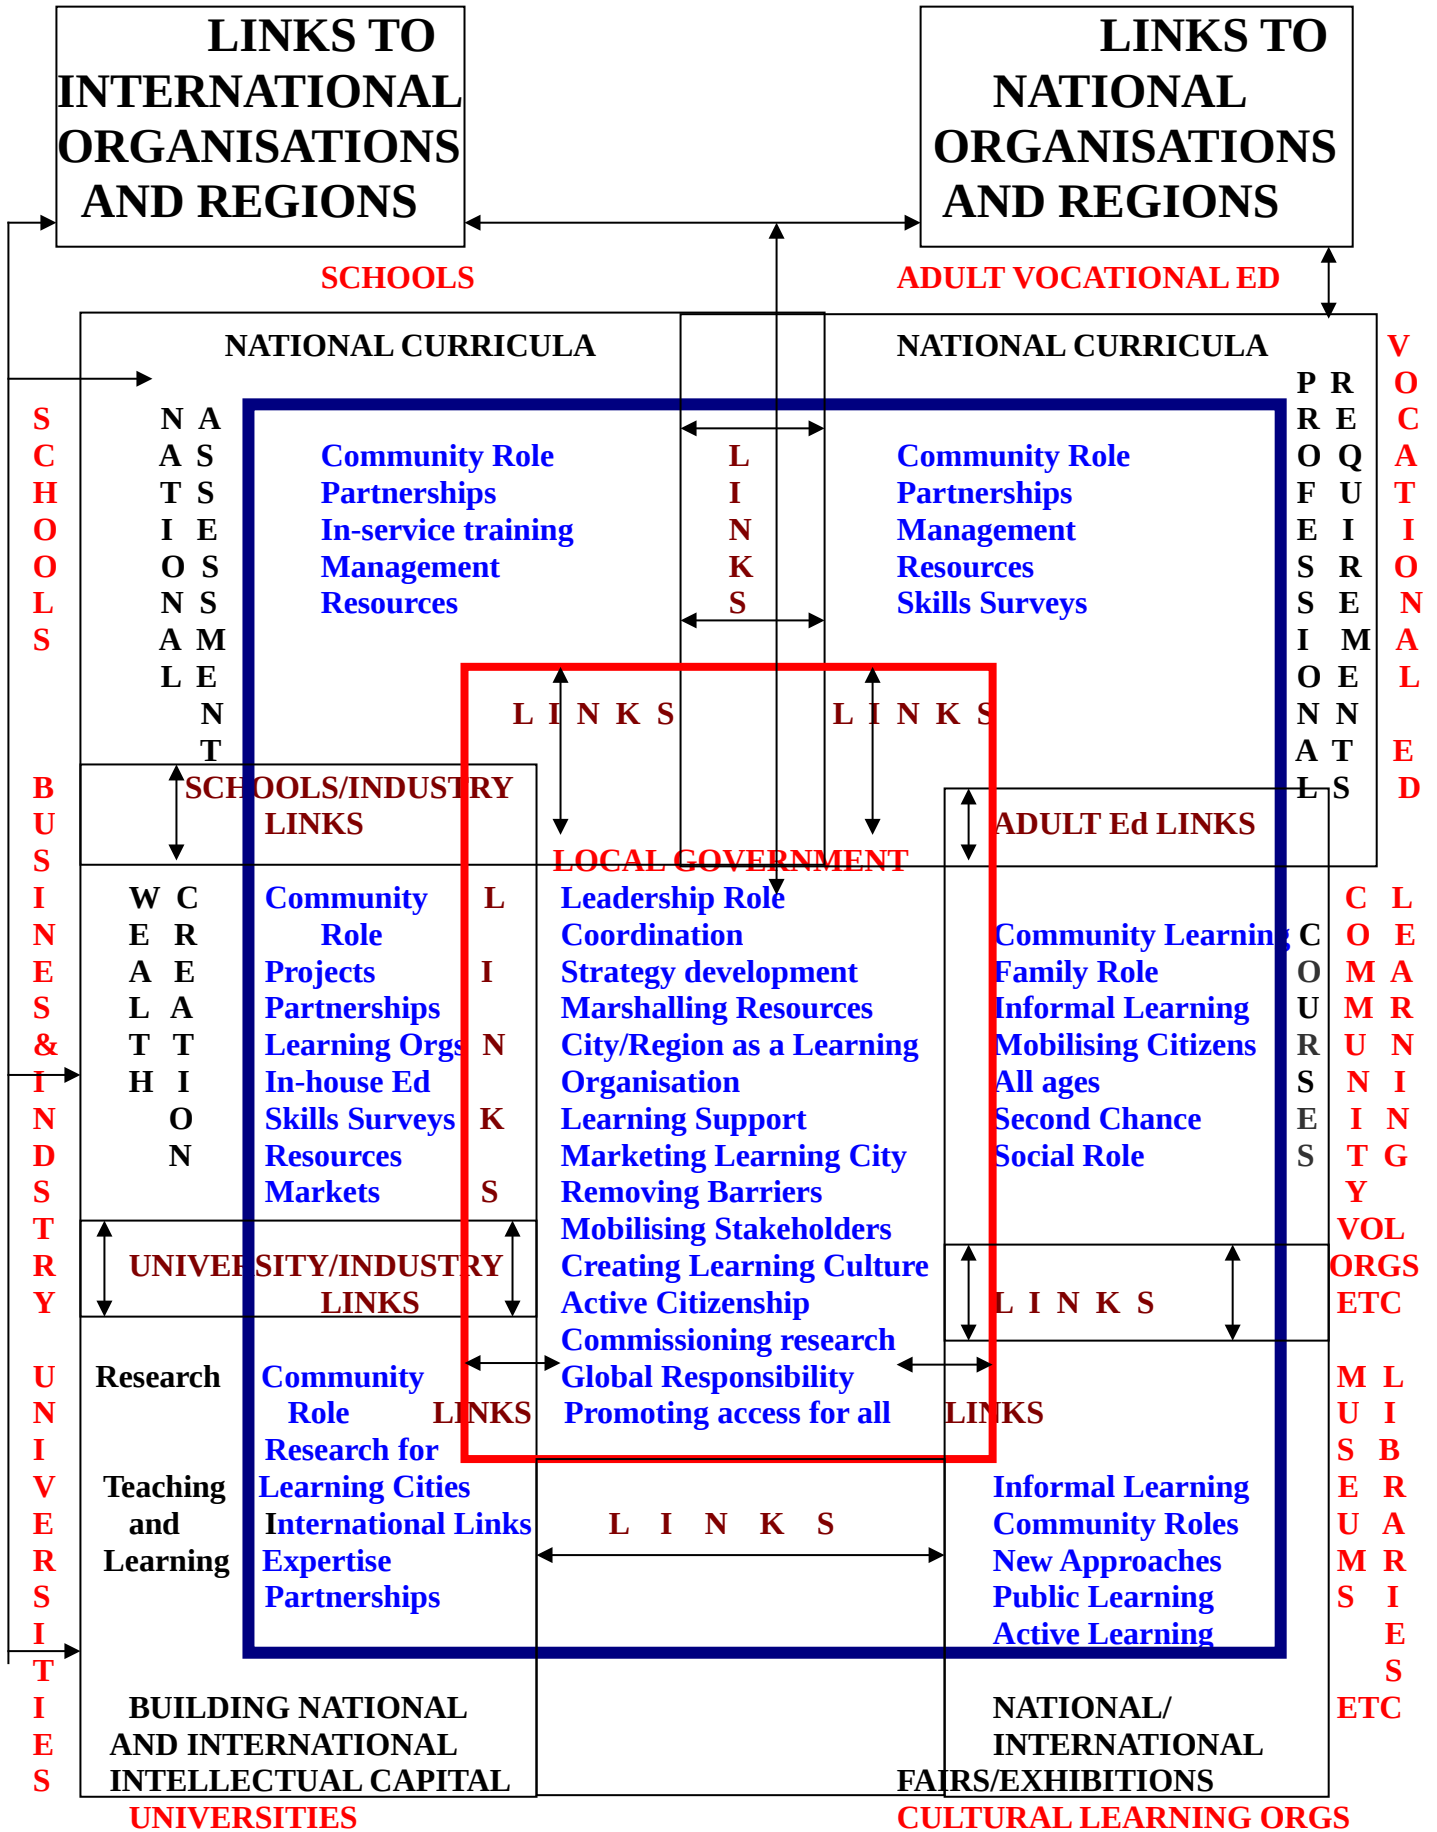 LINKS TO
INTERNATIONAL
ORGANISATIONS
AND REGIONS
LINKS TO
NATIONAL
ORGANISATIONS
AND REGIONS
SCHOOLS
ADULT VOCATIONAL ED
NATIONAL CURRICULA
NATIONAL CURRICULA
SCHOOLS
NATIONAL
ASSESSMENT
Community Role
Partnerships
In-service training
Management
Resources
LINKS
Community Role
Partnerships
Management
Resources
Skills Surveys
PROFESSIONAL
REQUIREMENTS
VOCATIONAL ED
L I N K S
L I N K S
SCHOOLS/INDUSTRY
LINKS
ADULT Ed LINKS
BUSINESS&INDSTRY
WEALTH
CREATION
Community
Role
Projects
Partnerships
Learning Orgs
In-house Ed
Skills Surveys
Resources
Markets
LINKS
LOCAL GOVERNMENT
Leadership Role
Coordination
Strategy development
Marshalling Resources
City/Region as a Learning
Organisation
Learning Support
Marketing Learning City
Removing Barriers
Mobilising Stakeholders
Creating Learning Culture
Active Citizenship
Commissioning research
Global Responsibility
Promoting access for all
Community Learning
Family Role
Informal Learning
Mobilising Citizens
All ages
Second Chance
Social Role
COURSES
COMMUNITY
LEARNING
VOL
ORGS
ETC
UNIVERSITY/INDUSTRY
LINKS
L I N K S
UNIVERSITIES
Research
Teaching
and
Learning
Community
Role
Research for
Learning Cities
International Links
Expertise
Partnerships
LINKS
LINKS
L I N K S
Informal Learning
Community Roles
New Approaches
Public Learning
Active Learning
MUSEUMS
LIBRARIES
ETC
BUILDING NATIONAL
AND INTERNATIONAL
INTELLECTUAL CAPITAL
UNIVERSITIES
NATIONAL/
INTERNATIONAL
FAIRS/EXHIBITIONS
CULTURAL LEARNING ORGS